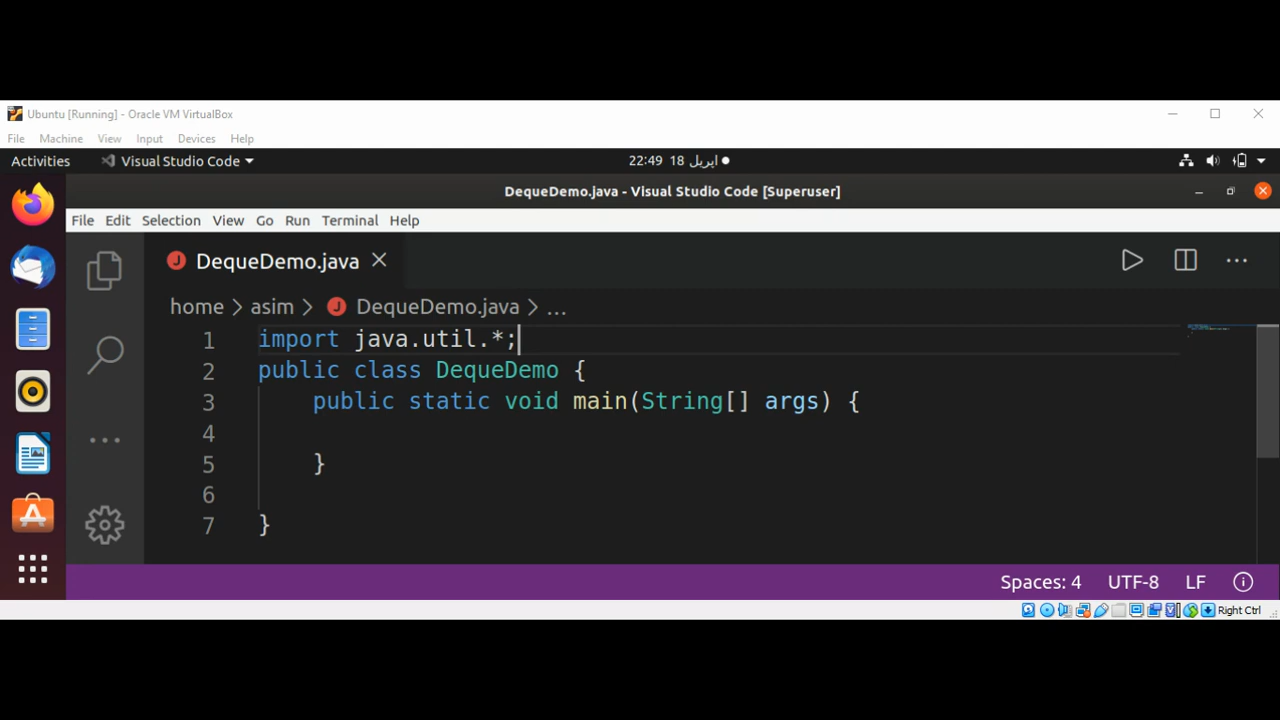 Ubuntu [Running] - Oracle VM VirtualBox
File Machine View Input Devices Help
Activities Visual Studio Code 22:49 اپریل 18
DequeDemo.java - Visual Studio Code [Superuser]
File Edit Selection View Go Run Terminal Help
DequeDemo.java
home > asim > DequeDemo.java > ...
1 import java.util.*;
2 public class DequeDemo {
3 public static void main(String[] args) {
4
5 }
6
7 }
Spaces: 4 UTF-8 LF
Right Ctrl